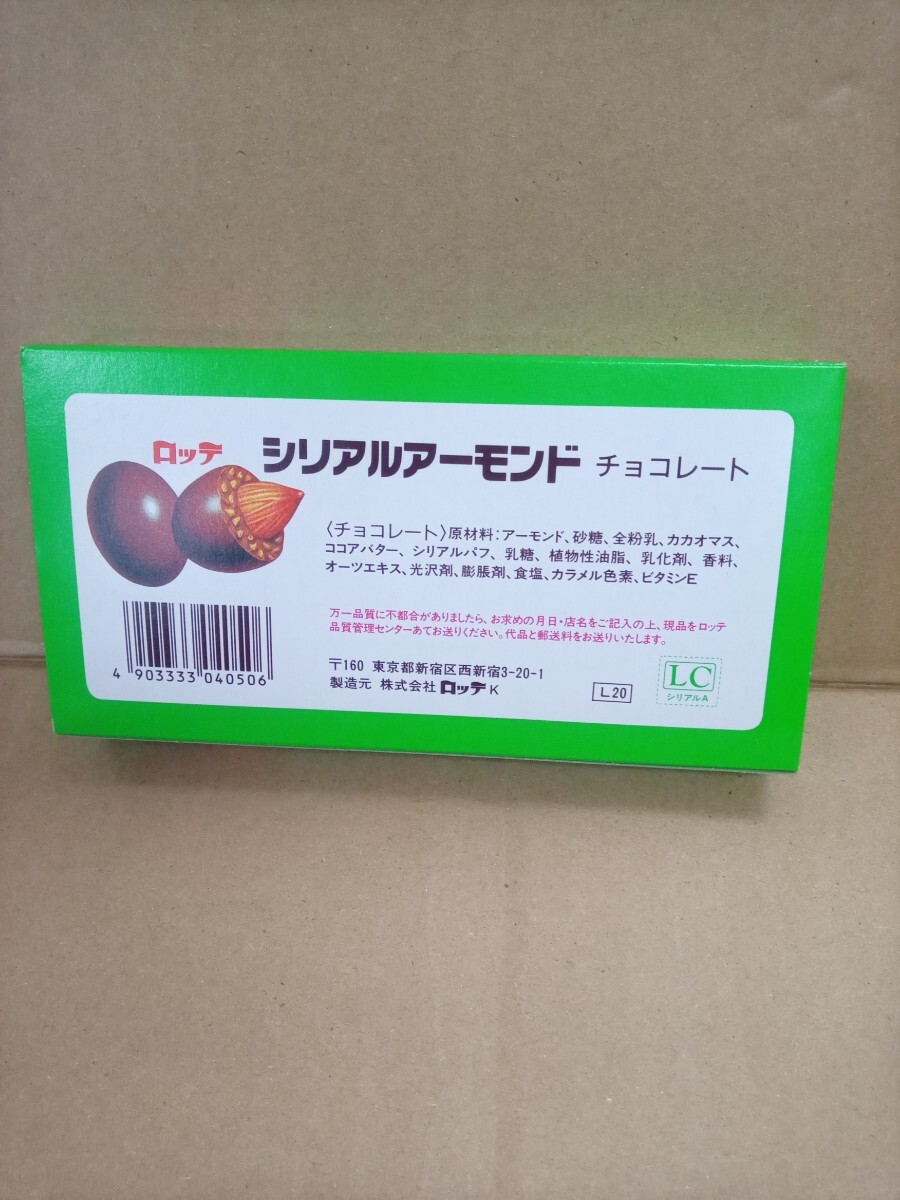 ロッテ シリアルアーモンド チョコレート
〈チョコレート〉原材料:アーモンド、砂糖、全粉乳、カカオマス、
ココアバター、シリアルパフ、乳糖、植物性油脂、乳化剤、香料、
オーツエキス、光沢剤、膨脹剤、食塩、カラメル色素、ビタミンE
万一品質に不都合がありましたら、お求めの月日・店名をご記入の上、現品をロッテ
品質管理センターあてお送りください。代品と郵送料をお送りいたします。
4 903333 040506
〒160 東京都新宿区西新宿3-20-1
製造元 株式会社 ロッテ K
L20
LC
シリアルA